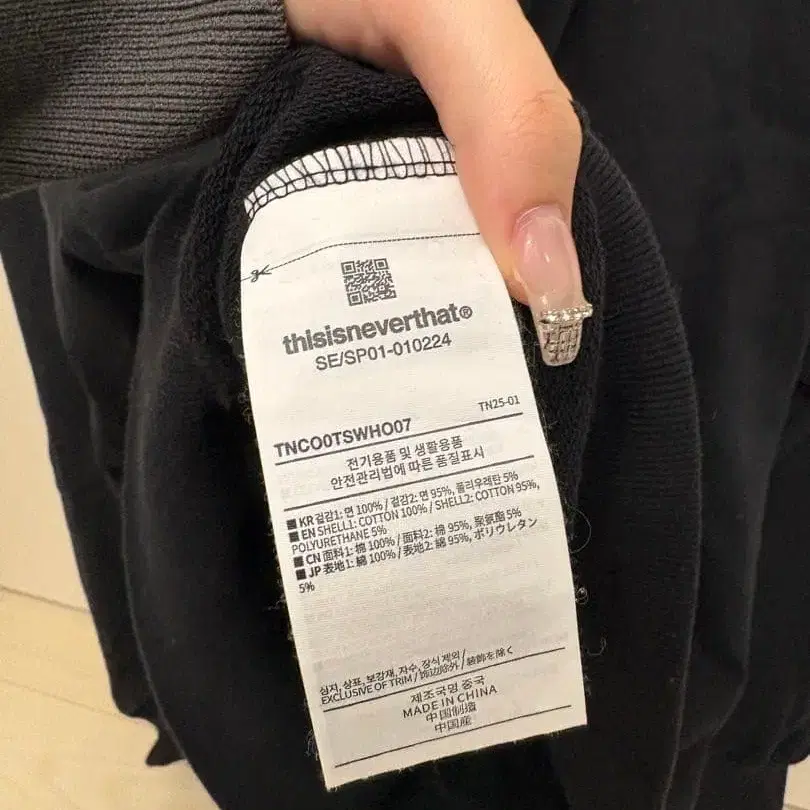 thisisneverthat®
SE/SP01-010224
TN25-01
TNCO0TSWHO07
전기용품 및 생활용품
안전관리법에 따른 품질표시
■ KR 겉감1: 면 100% / 겉감2: 면 95%, 폴리우레탄 5%
■ EN SHELL1: COTTON 100% / SHELL2: COTTON 95%,
POLYURETHANE 5%
■ CN 面料1: 棉 100% / 面料2: 棉 95%, 聚氨酯 5%
■ JP 表地1: 綿 100% / 表地2: 綿 95%, ポリウレタン
5%
심지, 상표, 보강재, 자수, 장식 제외/
EXCLUSIVE OF TRIM / 饰边除外 / 装飾を除く
제조국명 중국
MADE IN CHINA
中国制造
中国産